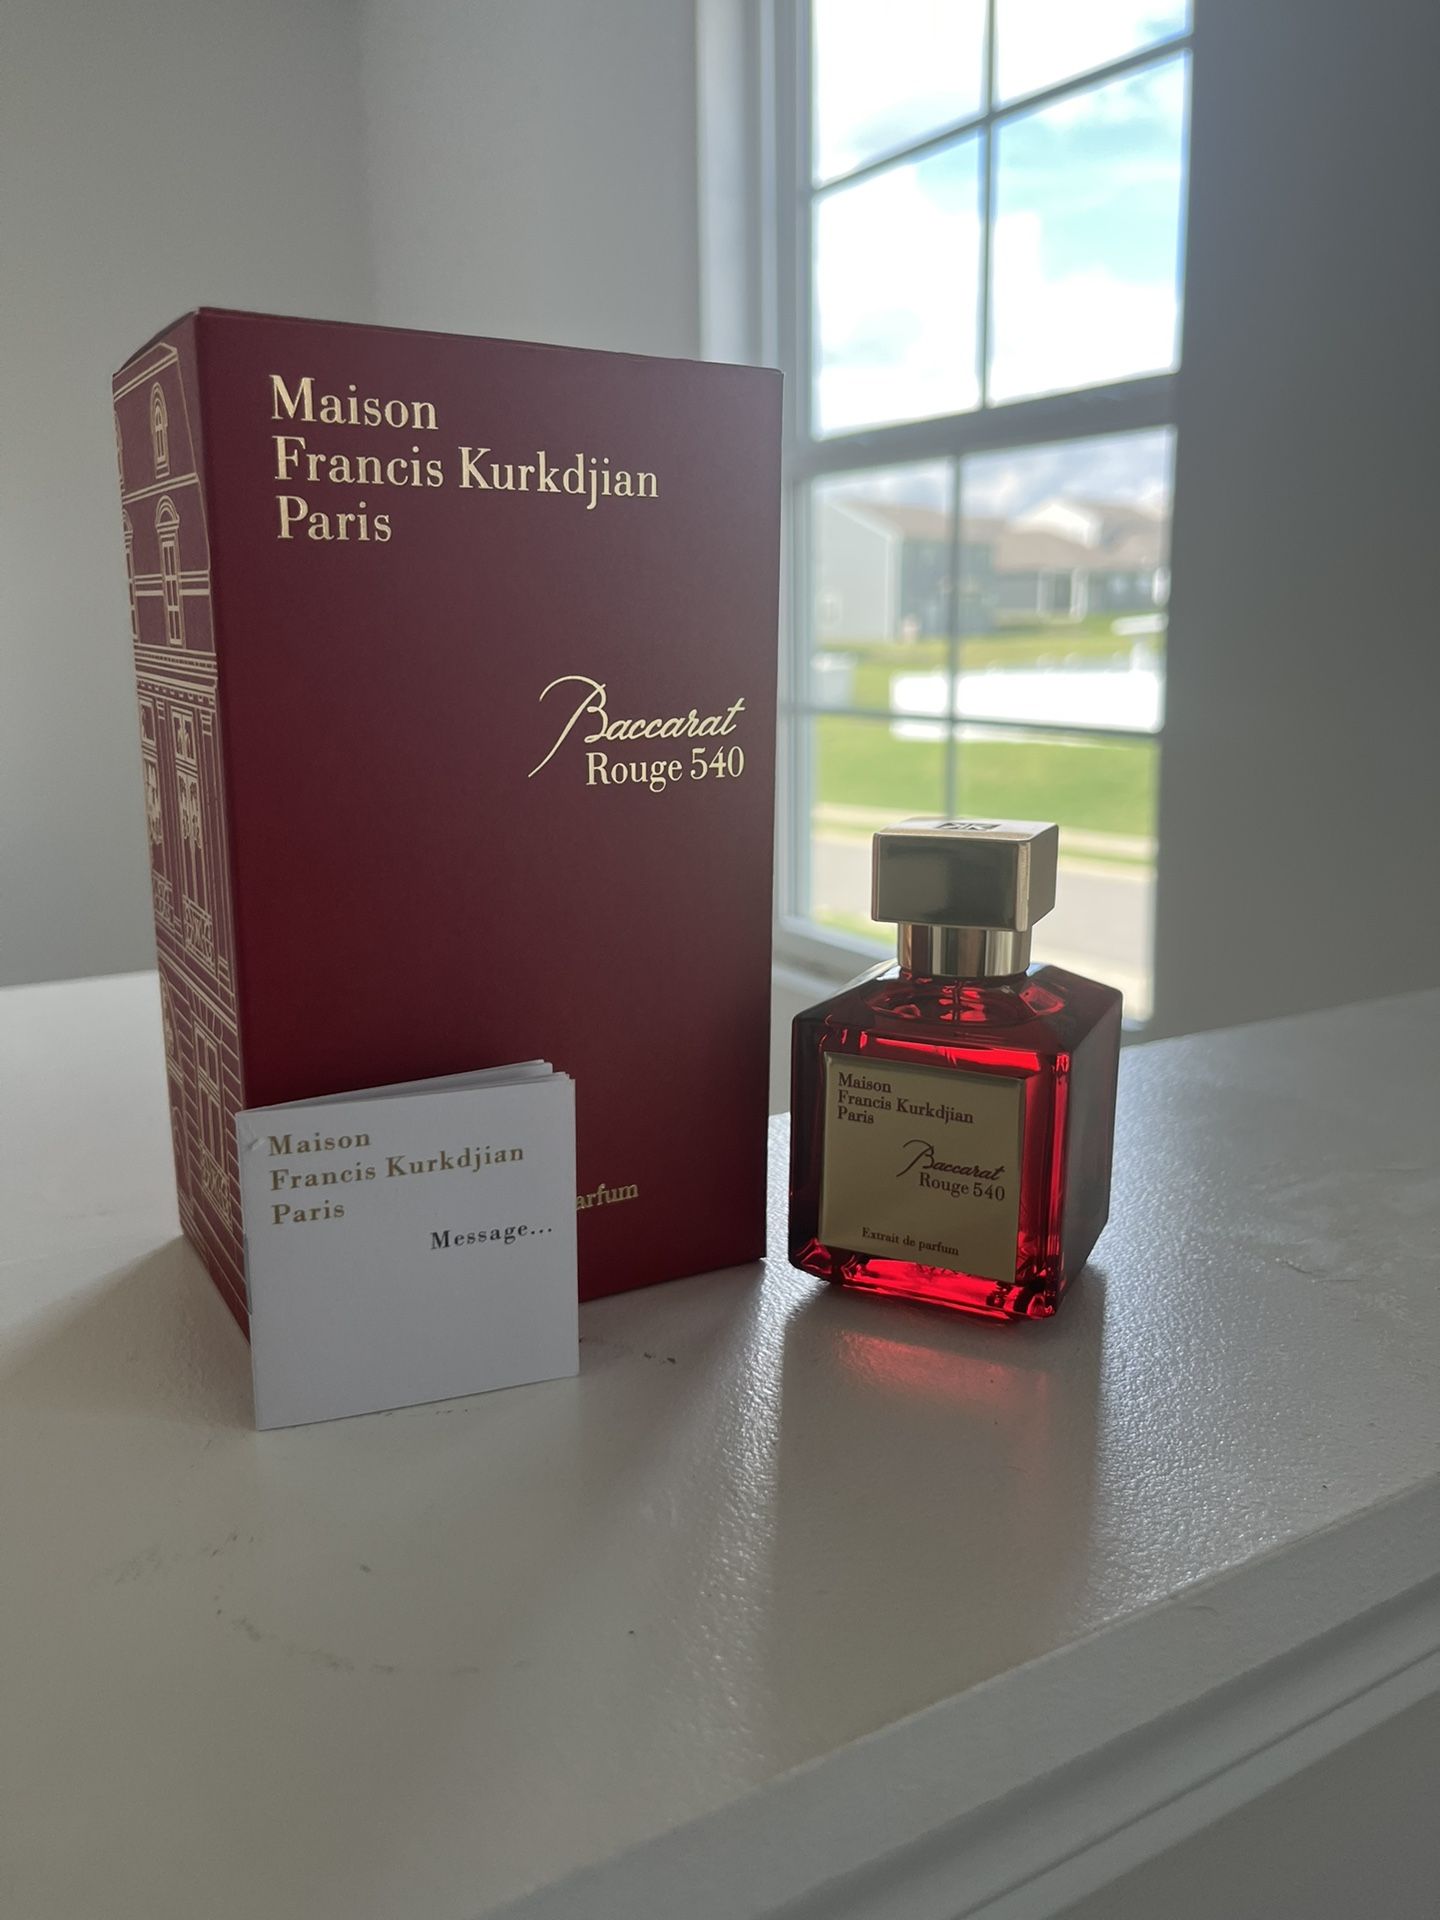 Maison
Francis Kurkdjian
Paris
Baccarat
Rouge 540
Maison
Francis Kurkdjian
Paris
Message...
arfum
Maison
Francis Kurkdjian
Paris
Baccarat
Rouge 540
Extrait de parfum